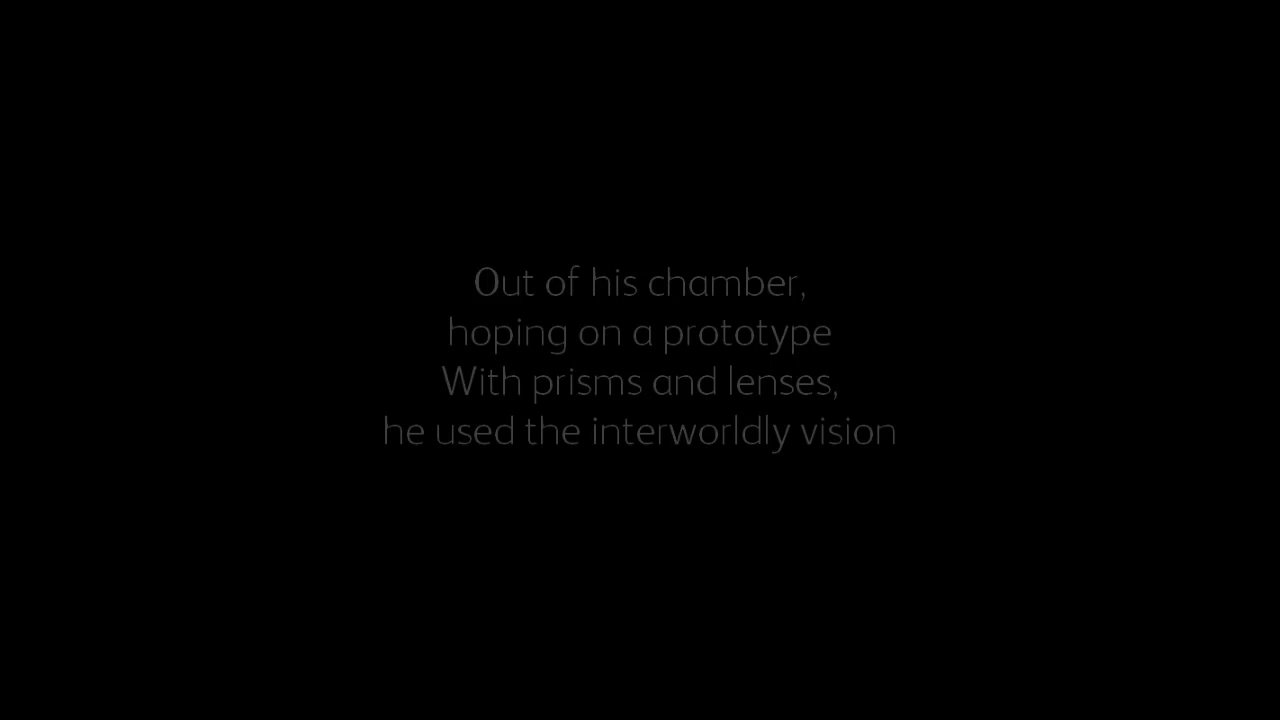 Out of his chamber,
hoping on a prototype
With prisms and lenses,
he used the interworldly vision